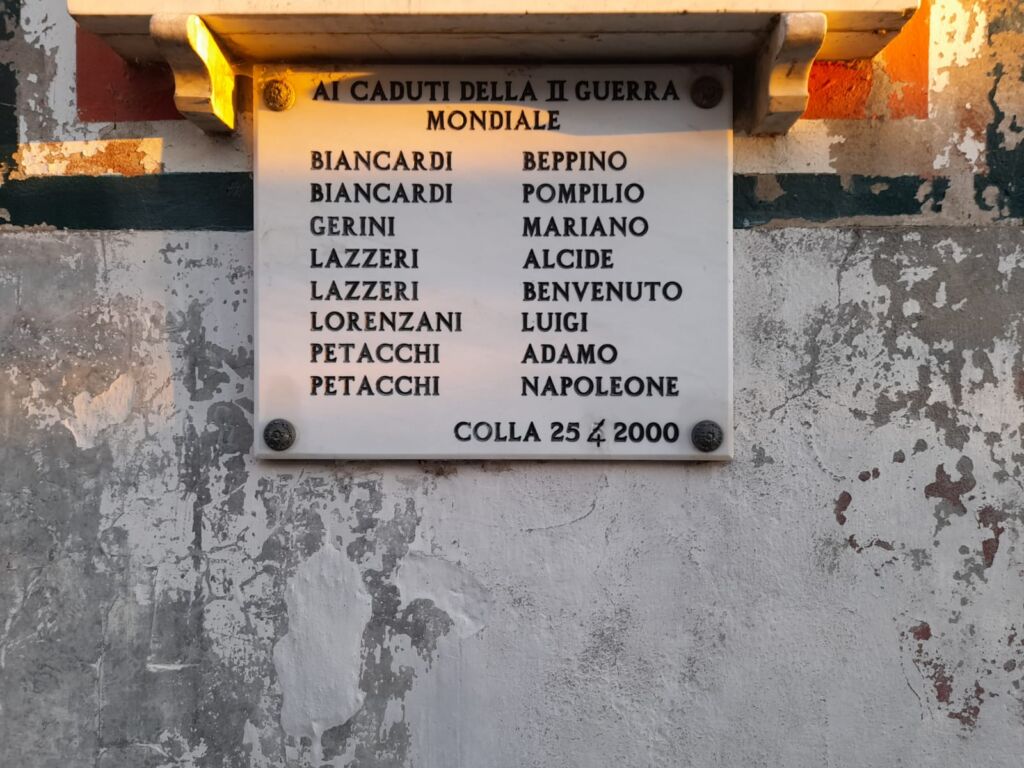 AI CADUTI DELLA II GUERRA
MONDIALE
BIANCARDI BEPPINO
BIANCARDI POMPILIO
GERINI MARIANO
LAZZERI ALCIDE
LAZZERI BENVENUTO
LORENZANI LUIGI
PETACCHI ADAMO
PETACCHI NAPOLEONE
COLLA 25 4 2000